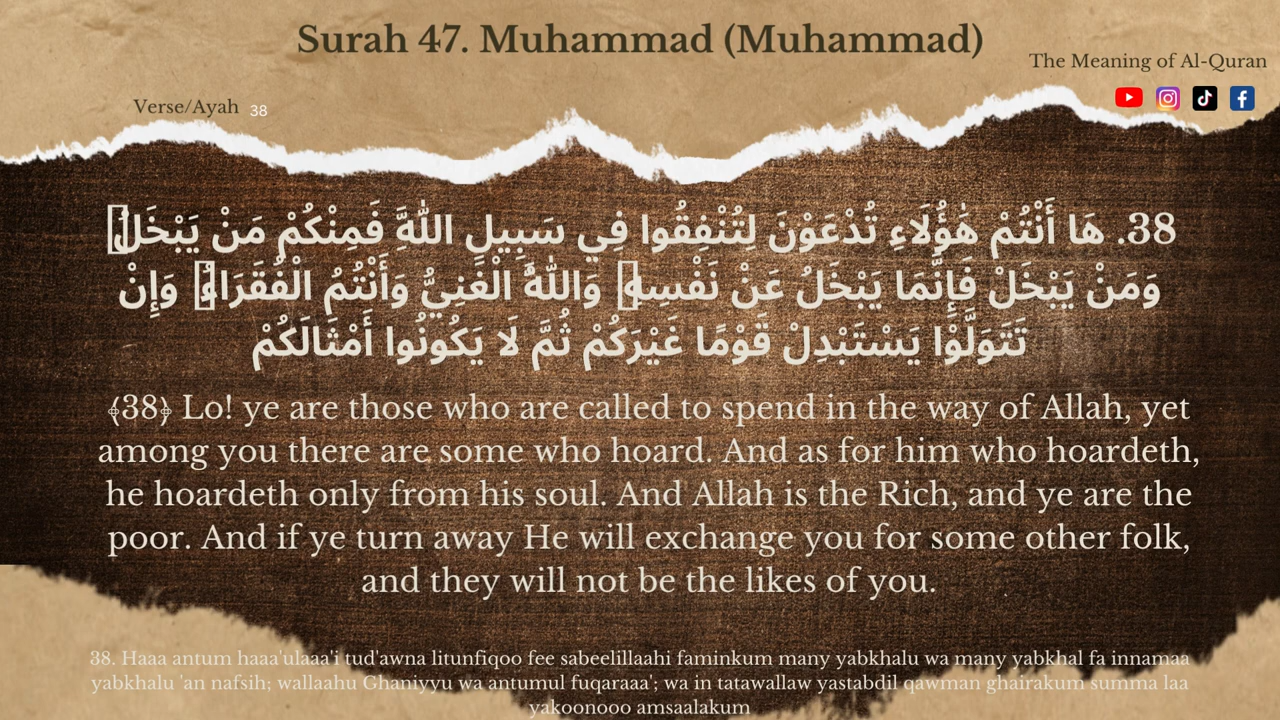 Surah 47. Muhammad (Muhammad)
The Meaning of Al-Quran
Verse/Ayah 38
38. هَا أَنْتُمْ هَٰؤُلَاءِ تُدْعَوْنَ لِتُنْفِقُوا فِي سَبِيلِ اللَّهِ فَمِنْكُمْ مَنْ يَبْخَلُ
وَمَنْ يَبْخَلْ فَإِنَّمَا يَبْخَلُ عَنْ نَفْسِهِ وَاللَّهُ الْغَنِيُّ وَأَنْتُمُ الْفُقَرَاءُ وَإِنْ
تَتَوَلَّوْا يَسْتَبْدِلْ قَوْمًا غَيْرَكُمْ ثُمَّ لَا يَكُونُوا أَمْثَالَكُمْ
﴾38﴿ Lo! ye are those who are called to spend in the way of Allah, yet
among you there are some who hoard. And as for him who hoardeth,
he hoardeth only from his soul. And Allah is the Rich, and ye are the
poor. And if ye turn away He will exchange you for some other folk,
and they will not be the likes of you.
38. Haaa antum haaa'ulaaa'i tud'awna litunfiqoo fee sabeelillaahi faminkum many yabkhalu wa many yabkhal fa innamaa
yabkhalu 'an nafsih; wallaahu Ghaniyyu wa antumul fuqaraaa'; wa in tatawallaw yastabdil qawman ghairakum summa laa
yakoonooo amsaalakum